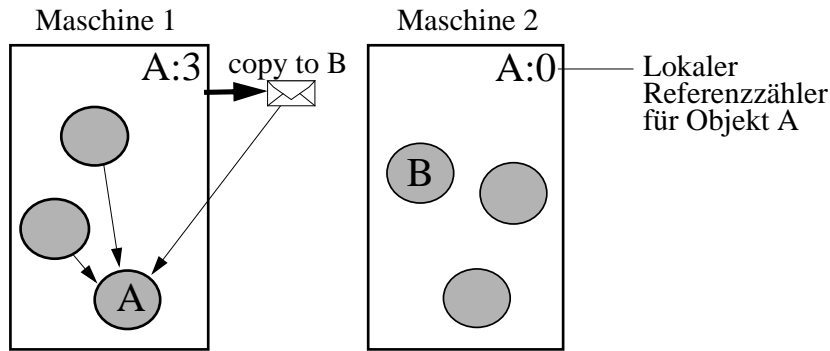 Maschine 1
Maschine 2
A:3
copy to B
A:0
Lokaler
Referenzzähler
für Objekt A
B
A